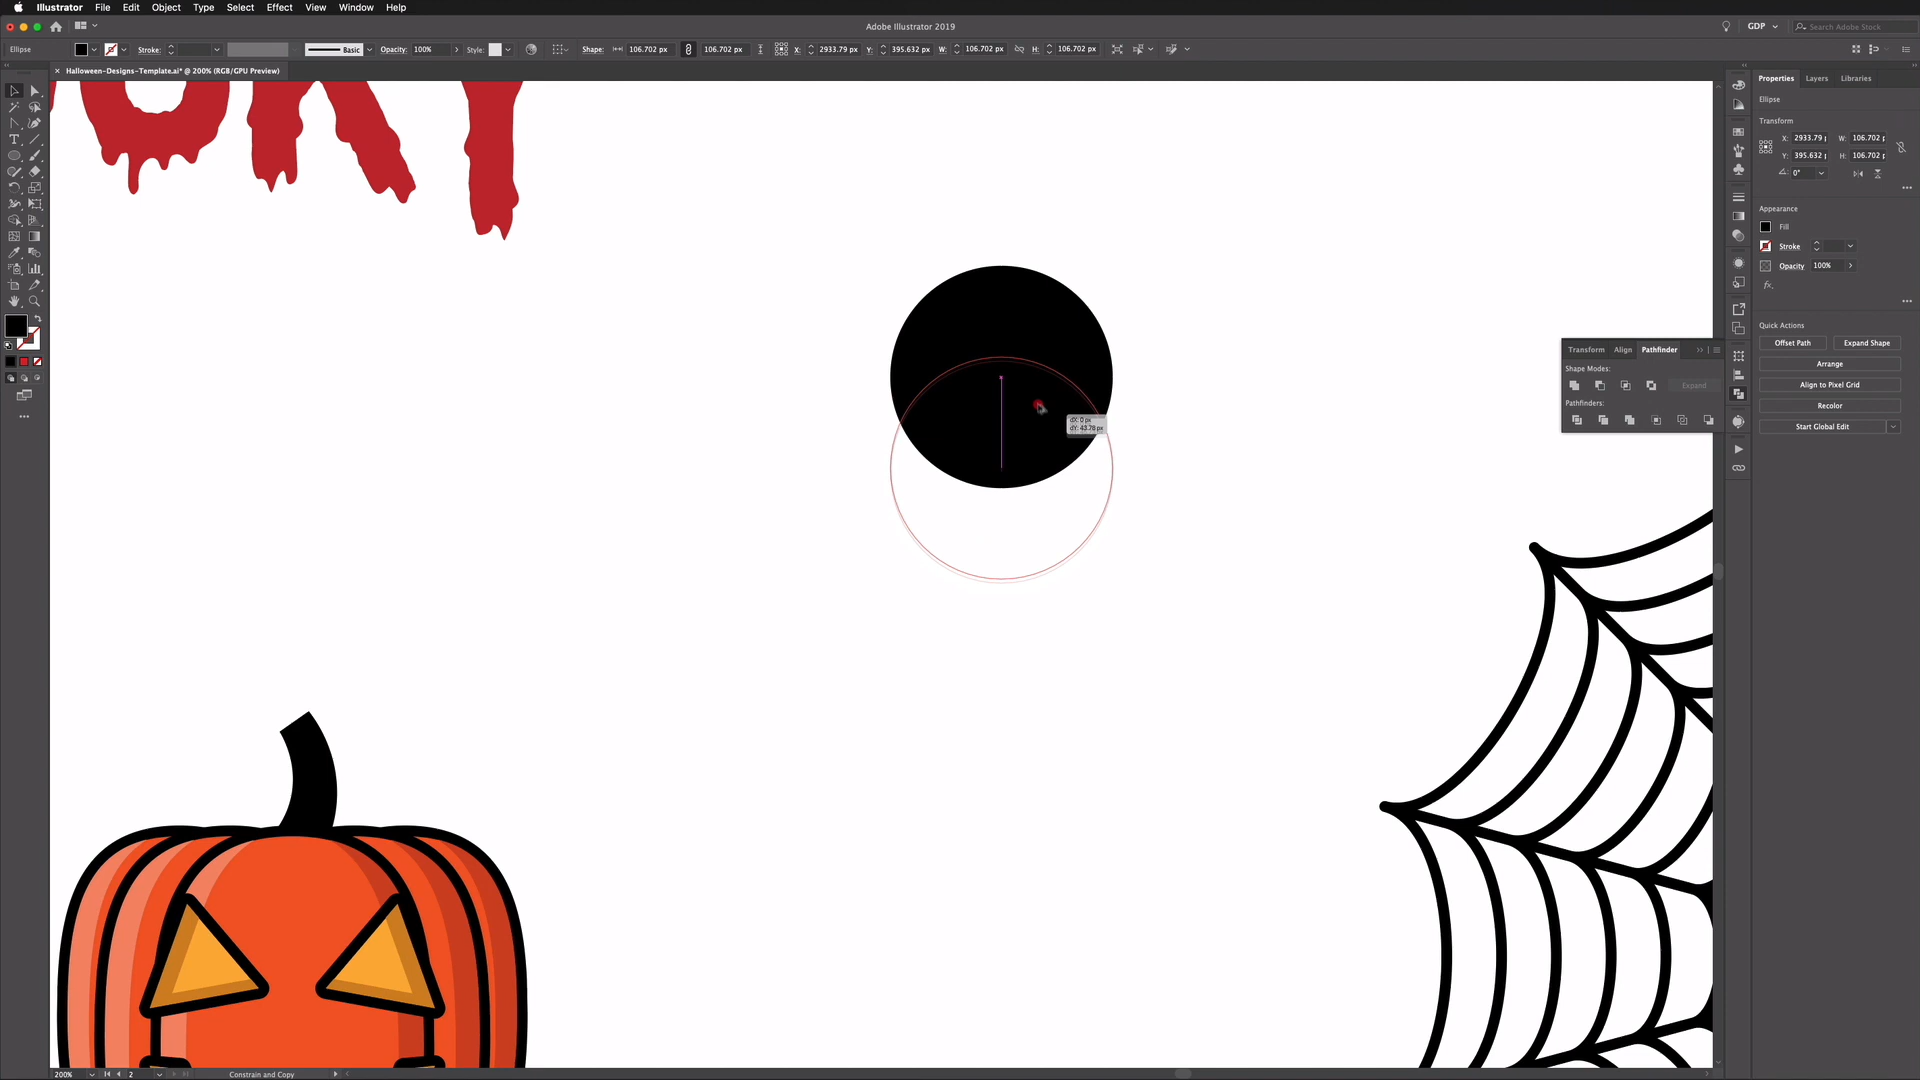 Illustrator File Edit Object Type Select Effect View Window Help
Adobe Illustrator 2019
GDP
Search Adobe Stock
Ellipse
Stroke:
Basic
Opacity: 100%
Style:
Shape: 106.702 px
106.702 px
X: 2933.79 px
Y: 395.632 px
W: 106.702 px
H: 106.702 px
Halloween-Designs-Template.ai* @ 200% (RGB/GPU Preview)
Properties Layers Libraries
Ellipse
Transform
X: 2933.79 W: 106.702
Y: 395.632 H: 106.702
0°
Appearance
Fill
Stroke
Opacity 100%
fx.
Quick Actions
Offset Path Expand Shape
Arrange
Align to Pixel Grid
Recolor
Start Global Edit
Transform Align Pathfinder
Shape Modes:
Expand
Pathfinders:
dX: 0 px
dY: 43.78 px
200%
2
Constrain and Copy